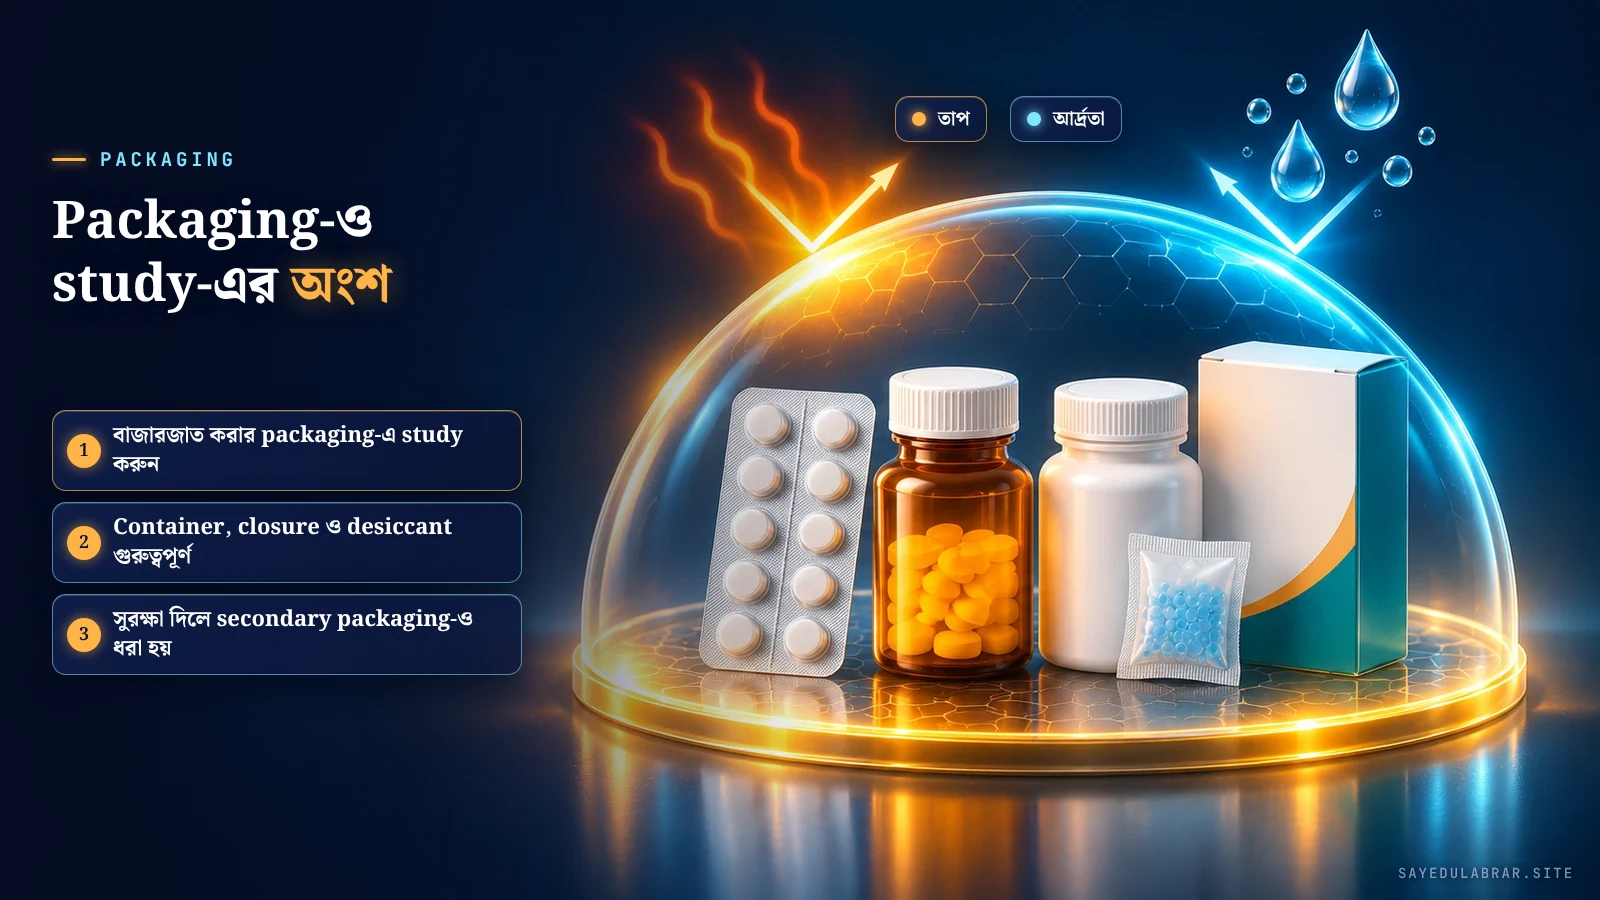 PACKAGING
Packaging-ও
study-এর অংশ
1 বাজারজাত করার packaging-এ study
করুন
2 Container, closure ও desiccant
গুরুত্বপূর্ণ
3 সুরক্ষা দিলে secondary packaging-ও
ধরা হয়
তাপ
আর্দ্রতা
SAYEDULABRAR.SITE